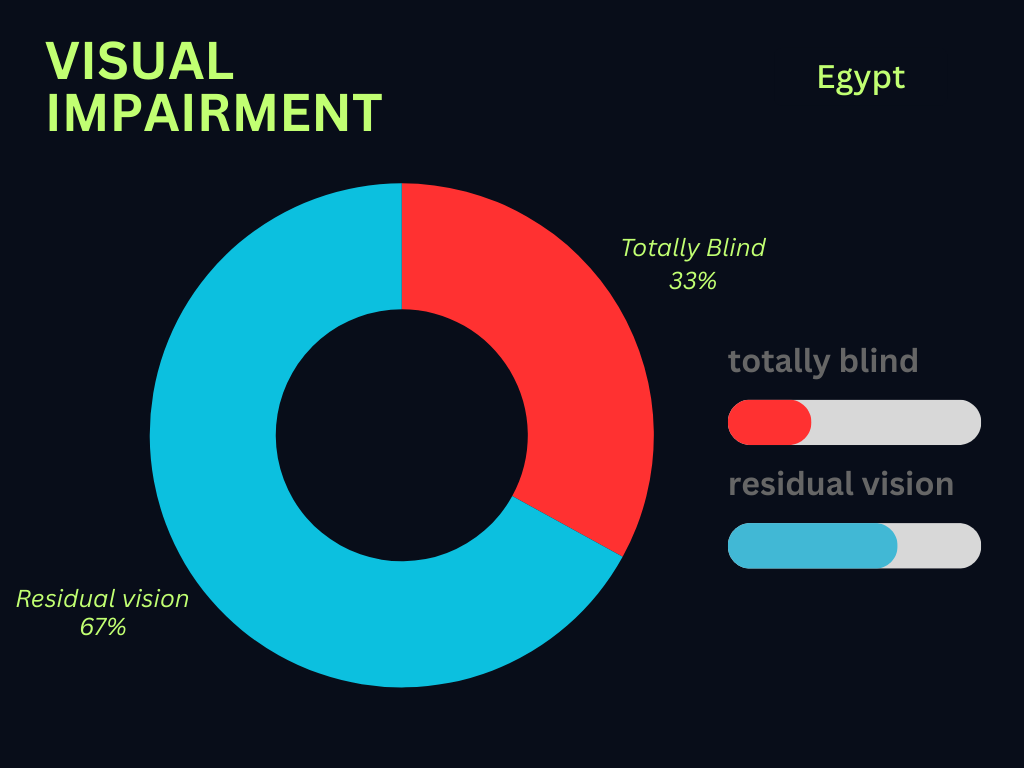 VISUAL
IMPAIRMENT
Egypt
Totally Blind
33%
totally blind
residual vision
Residual vision
67%